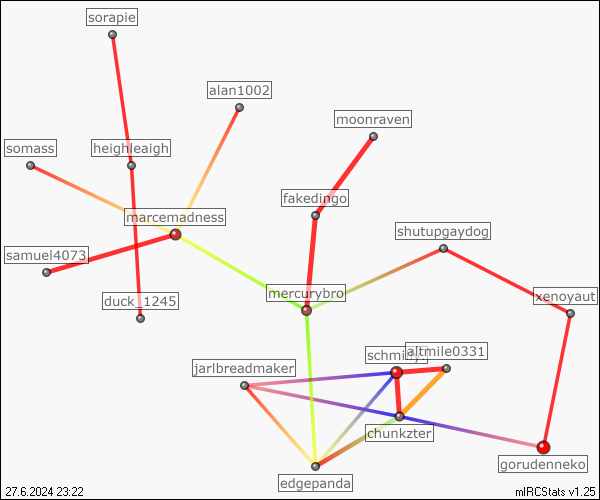 sorapie
alan1002
moonraven
somass
heighleaigh
fakedingo
marcemadness
shutupgaydog
samuel4073
duck_1245
mercurybro
xenoyaut
altmile0331
jarlbreadmaker
chunkzter
gorudenneko
edgepanda
27.6.2024 23:22
mIRCStats v1.25